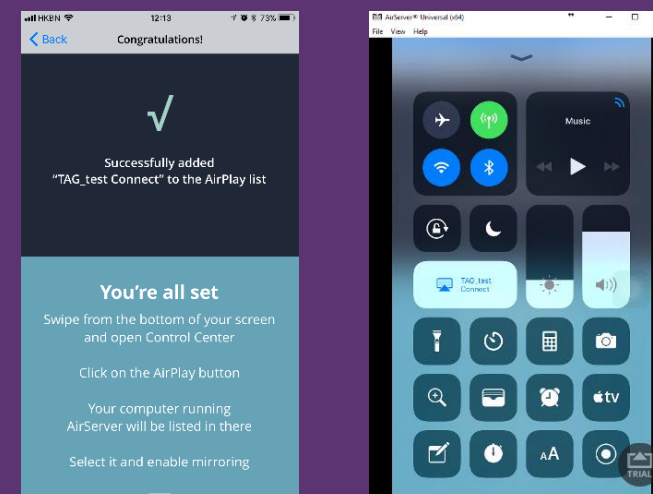 HKBN
12:13
73%
Back
Congratulations!
√
Successfully added
“TAG_test Connect” to the AirPlay list
You’re all set
Swipe from the bottom of your screen
and open Control Center
Click on the AirPlay button
Your computer running
AirServer will be listed in there
Select it and enable mirroring
AirServer® Universal (x64)
File View Help
Music
TAG_test
Connect
tv
AA
TRIAL